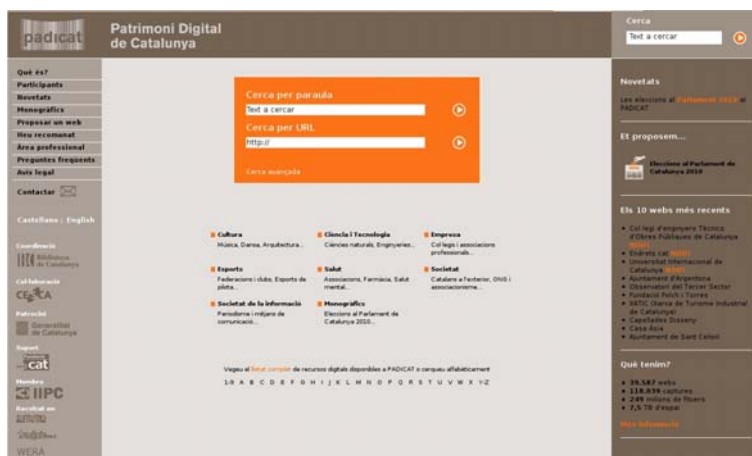 padicat
Patrimoni Digital
de Catalunya
Cerca
Text a cercar
Què és?
Participants
Novetats
Monogràfics
Proposar un web
Heu recomanat
Àrea professional
Preguntes freqüents
Avís legal
Contactar
Castellano : English
Coordinació
Biblioteca
de Catalunya
Col·laboració
CESCA
Patrocini
Generalitat
de Catalunya
Suport
.cat
Membre
IIPC
Basat en
WERA
Cerca per paraula
Text a cercar
Cerca per URL
http://
Cerca avançada
Cultura
Música, Dansa, Arquitectura...
Ciència i Tecnologia
Ciències naturals, Enginyeries...
Empresa
Col·legis i associacions
professionals...
Esports
Federacions i clubs, Esports de
pilota...
Salut
Associacions, Farmàcia, Salut
mental...
Societat
Catalans a l'exterior, ONG i
associacionisme...
Societat de la informació
Periodisme i mitjans de
comunicació...
Monogràfics
Eleccions al Parlament de
Catalunya 2010...
Vegeu el llistat complet de recursos digitals disponibles a PADICAT o cerqueu alfabèticament
1-9 A B C D E F G H I J K L M N O P Q R S T U V W X Y-Z
Novetats
Les eleccions al Parlament 2010 al
PADICAT
Et proposem...
Eleccions al Parlament de
Catalunya 2010
Els 10 webs més recents
Col·legi d'enginyers Tècnics
d'Obres Públiques de Catalunya
Endrets.cat
Universitat Internacional de
Catalunya
Ajuntament d'Argentona
Observatori del Tercer Sector
Fundació Folch i Torres
XATIC (Xarxa de Turisme Industrial
de Catalunya)
Capellades Disseny
Casa Àsia
Ajuntament de Sant Celoni
Què tenim?
39.587 webs
118.039 captures
249 milions de fitxers
7,5 TB d'espai
Més informació